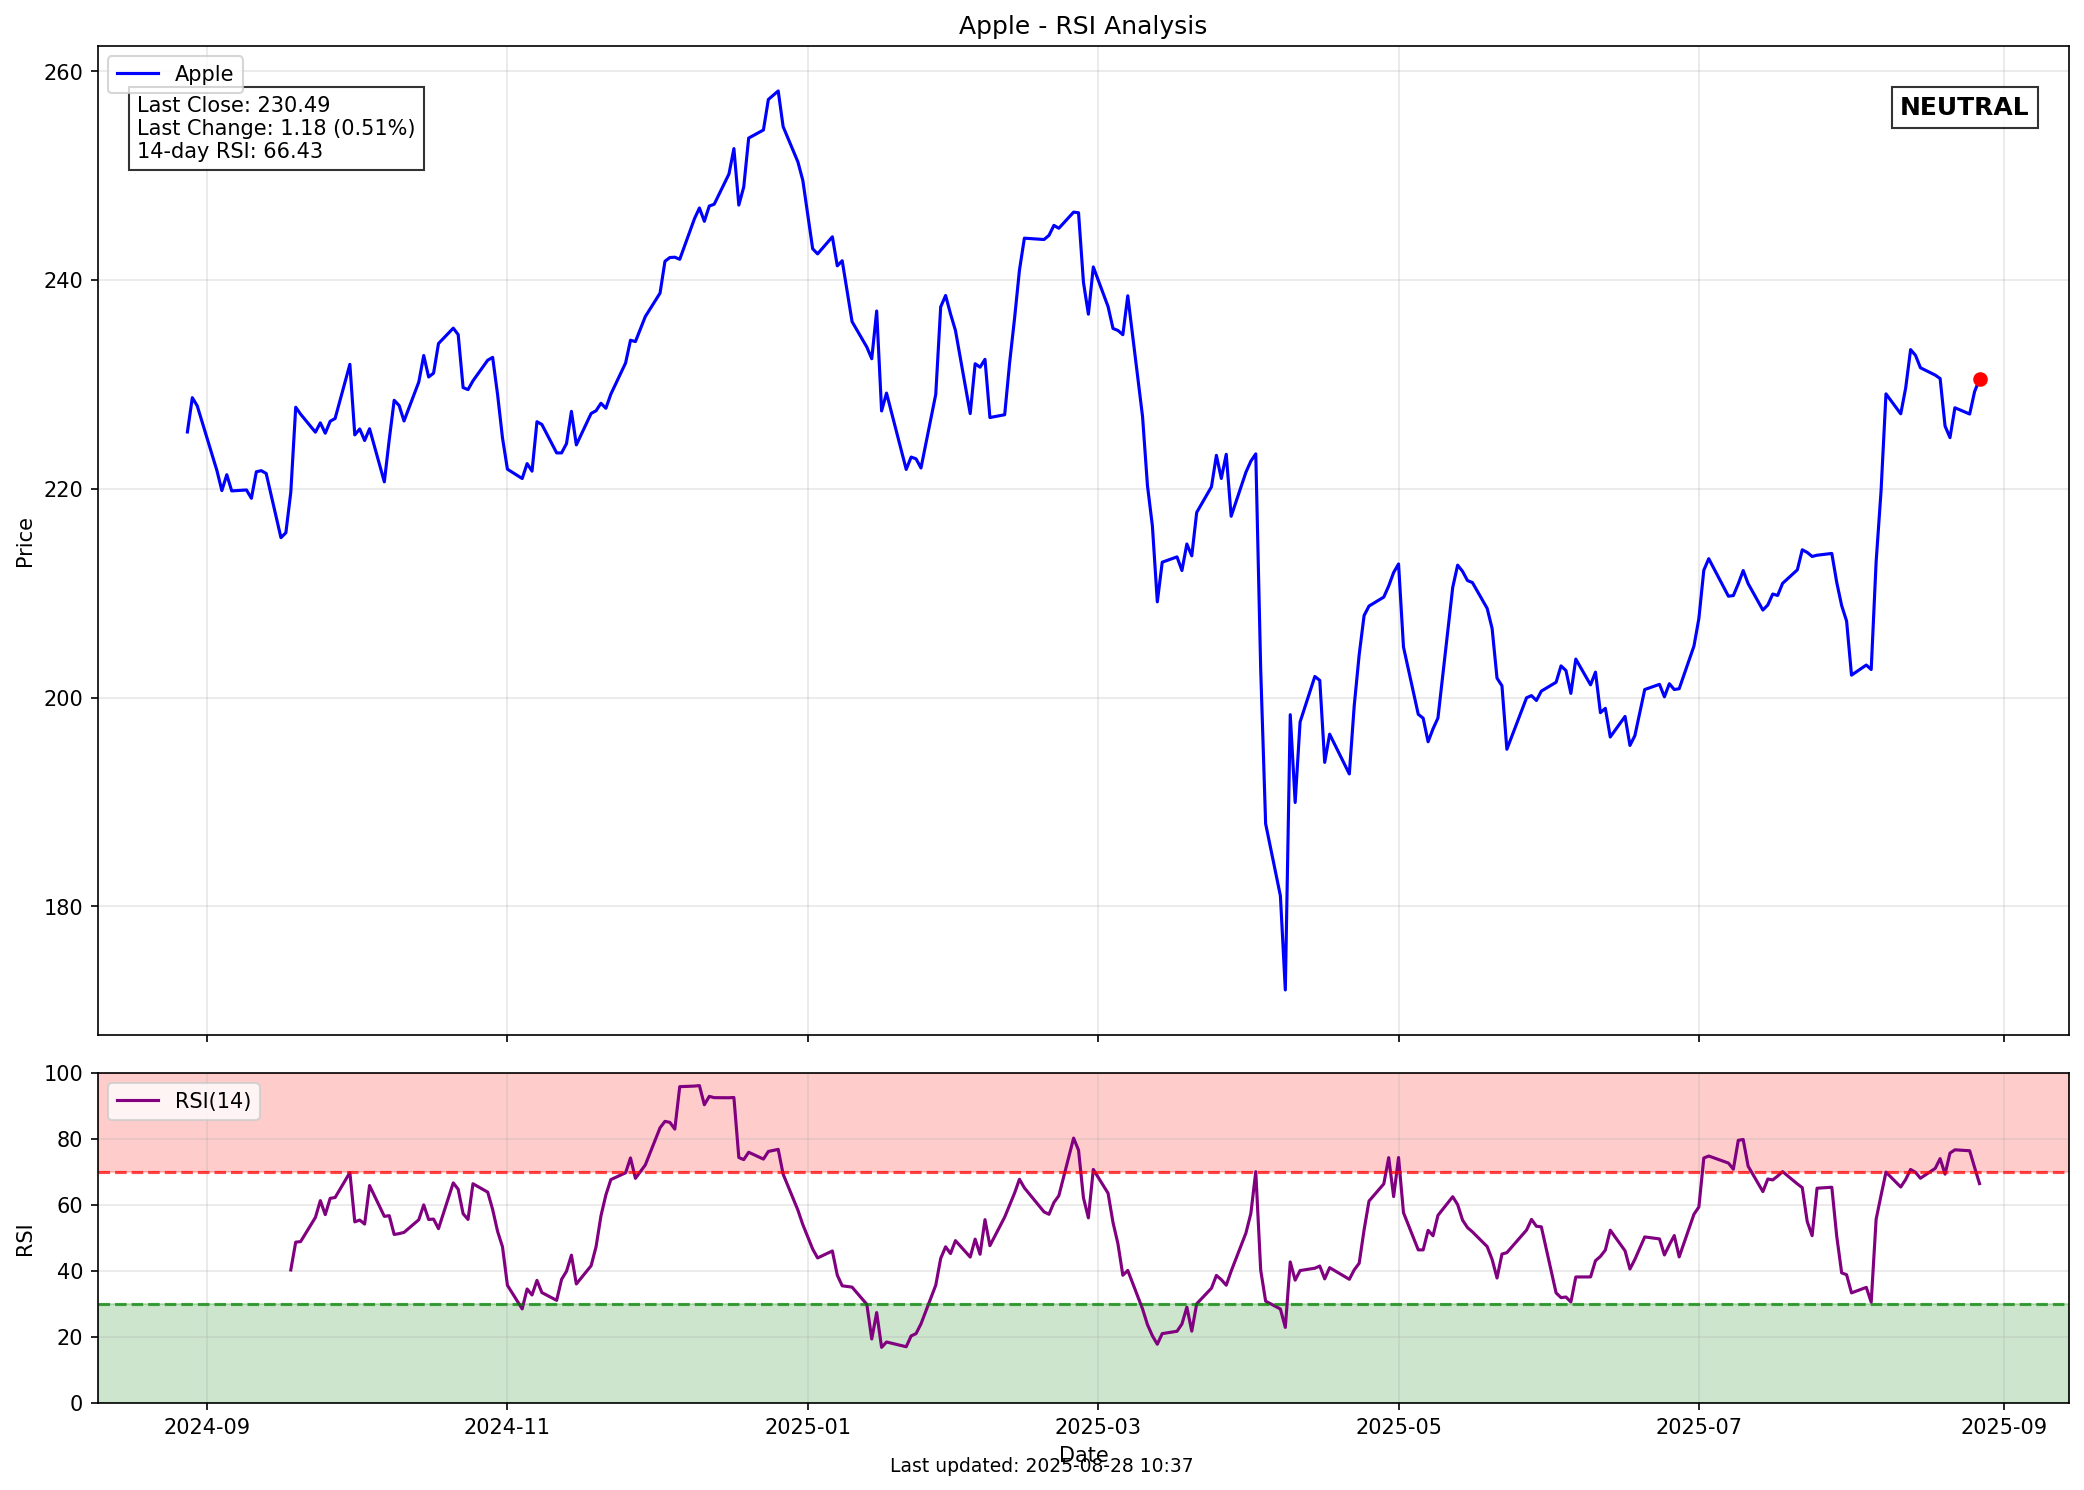 Apple - RSI Analysis
Apple
Last Close: 230.49
Last Change: 1.18 (0.51%)
14-day RSI: 66.43
NEUTRAL
260
240
220
200
180
Price
RSI(14)
100
80
60
40
20
0
RSI
2024-09
2024-11
2025-01
2025-03
2025-05
2025-07
2025-09
Date
Last updated: 2025-08-28 10:37